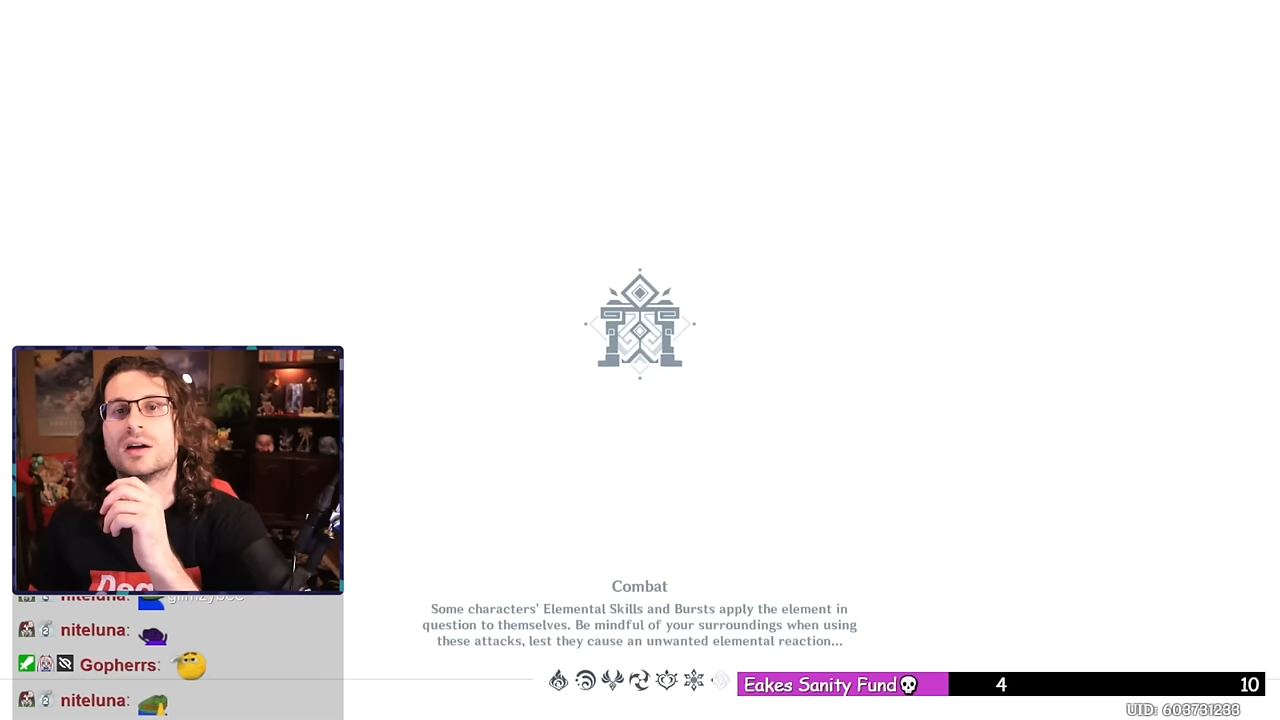 niteluna:
niteluna:
Gopherrs:
niteluna:
Combat
Some characters' Elemental Skills and Bursts apply the element in
question to themselves. Be mindful of your surroundings when using
these attacks, lest they cause an unwanted elemental reaction...
Eakes Sanity Fund 4 10
UID: 603731233